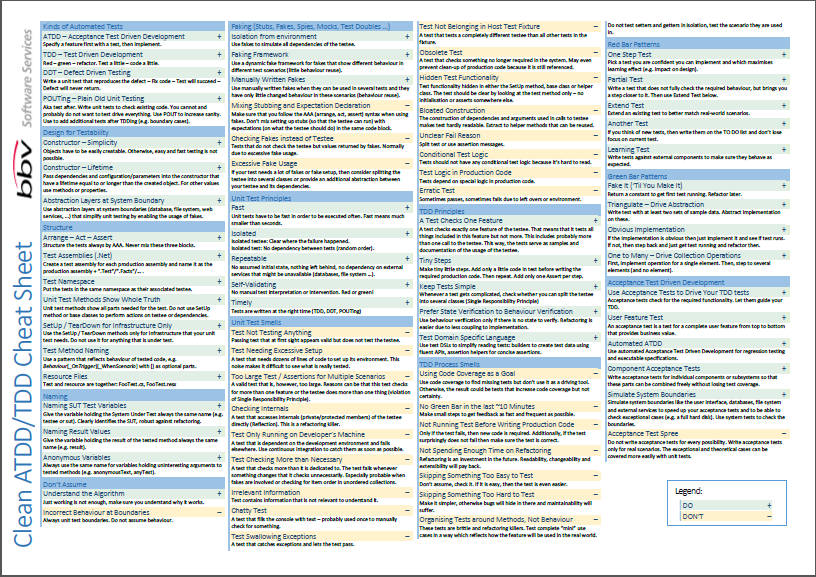 Clean ATDD/TDD Cheat Sheet
bbv Software Services
Kinds of Automated Tests
ATDD – Acceptance Test Driven Development +
Specify a feature first with a test, then implement.
TDD – Test Driven Development +
Red – green – refactor. Test a little – code a little.
DDT – Defect Driven Testing +
Write a unit test that reproduces the defect – Fix code – Test will succeed –
Defect will never return.
POUTing – Plain Old Unit Testing +
Aka test after. Write unit tests to check existing code. You cannot and
probably do not want to test drive everything. Use POUT to increase sanity.
Use to add additional tests after TDDing (e.g. boundary cases).
Design for Testability
Constructor – Simplicity +
Objects have to be easily creatable. Otherwise, easy and fast testing is not
possible.
Constructor – Lifetime +
Pass dependencies and configuration/parameters into the constructor that
have a lifetime equal to or longer than the created object. For other values
use methods or properties.
Abstraction Layers at System Boundary +
Use abstraction layers at system boundaries (database, file system, web
services, ...) that simplify unit testing by enabling the usage of fakes.
Structure
Arrange – Act – Assert +
Structure the tests always by AAA. Never mix these three blocks.
Test Assemblies (.Net) +
Create a test assembly for each production assembly and name it as the
production assembly + ".Test"/".Facts"/... .
Test Namespace +
Put the tests in the same namespace as their associated testee.
Unit Test Methods Show Whole Truth +
Unit test methods show all parts needed for the test. Do not use SetUp
method or base classes to perform actions on testee or dependencies.
SetUp / TearDown for Infrastructure Only +
Use the SetUp / TearDown methods only for infrastructure that your unit
test needs. Do not use it for anything that is under test.
Test Method Naming +
Use a pattern that reflects behaviour of tested code, e.g.
Behaviour[_OnTrigger][_WhenScenario] with [] as optional parts.
Resource Files +
Test and resource are together: FooTest.cs, FooTest.resx
Naming
Naming SUT Test Variables +
Give the variable holding the System Under Test always the same name (e.g.
testee or sut). Clearly identifies the SUT, robust against refactoring.
Naming Result Values +
Give the variable holding the result of the tested method always the same
name (e.g. result).
Anonymous Variables +
Always use the same name for variables holding uninteresting arguments to
tested methods (e.g. anonymousText, anyText).
Don't Assume
Understand the Algorithm +
Just working is not enough, make sure you understand why it works.
Incorrect Behaviour at Boundaries –
Always unit test boundaries. Do not assume behaviour.
Faking (Stubs, Fakes, Spies, Mocks, Test Doubles ...)
Isolation from environment +
Use fakes to simulate all dependencies of the testee.
Faking Framework +
Use a dynamic fake framework for fakes that show different behaviour in
different test scenarios (little behaviour reuse).
Manually Written Fakes +
Use manually written fakes when they can be used in several tests and they
have only little changed behaviour in these scenarios (behaviour reuse).
Mixing Stubbing and Expectation Declaration –
Make sure that you follow the AAA (arrange, act, assert) syntax when using
fakes. Don't mix setting up stubs (so that the testee can run) with
expectations (on what the testee should do) in the same code block.
Checking Fakes instead of Testee –
Tests that do not check the testee but values returned by fakes. Normally
due to excessive fake usage.
Excessive Fake Usage –
If your test needs a lot of fakes or fake setup, then consider splitting the
testee into several classes or provide an additional abstraction between
your testee and its dependencies.
Unit Test Principles
Fast +
Unit tests have to be fast in order to be executed often. Fast means much
smaller than seconds.
Isolated +
Isolated testee: Clear where the failure happened.
Isolated test: No dependency between tests (random order).
Repeatable +
No assumed initial state, nothing left behind, no dependency on external
services that might be unavailable (databases, file system ...).
Self-Validating +
No manual test interpretation or intervention. Red or green!
Timely +
Tests are written at the right time (TDD, DDT, POUTing)
Unit Test Smells
Test Not Testing Anything –
Passing test that at first sight appears valid but does not test the testee.
Test Needing Excessive Setup –
A test that needs dozens of lines of code to set up its environment. This
noise makes it difficult to see what is really tested.
Too Large Test / Assertions for Multiple Scenarios –
A valid test that is, however, too large. Reasons can be that this test checks
for more than one feature or the testee does more than one thing (violation
of Single Responsibility Principle).
Checking Internals –
A test that accesses internals (private/protected members) of the testee
directly (Reflection). This is a refactoring killer.
Test Only Running on Developer's Machine –
A test that is dependent on the development environment and fails
elsewhere. Use continuous integration to catch them as soon as possible.
Test Checking More than Necessary –
A test that checks more than it is dedicated to. The test fails whenever
something changes that it checks unnecessarily. Especially probable when
fakes are involved or checking for item order in unordered collections.
Irrelevant Information –
Test contains information that is not relevant to understand it.
Chatty Test –
A test that fills the console with text – probably used once to manually
check for something.
Test Swallowing Exceptions –
A test that catches exceptions and lets the test pass.
Test Not Belonging in Host Test Fixture –
A test that tests a completely different testee than all other tests in the
fixture.
Obsolete Test –
A test that checks something no longer required in the system. May even
prevent clean-up of production code because it is still referenced.
Hidden Test Functionality –
Test functionality hidden in either the SetUp method, base class or helper
class. The test should be clear by looking at the test method only – no
initialisation or asserts somewhere else.
Bloated Construction –
The construction of dependencies and arguments used in calls to testee
makes test hardly readable. Extract to helper methods that can be reused.
Unclear Fail Reason –
Split test or use assertion messages.
Conditional Test Logic –
Tests should not have any conditional test logic because it's hard to read.
Test Logic in Production Code –
Tests depend on special logic in production code.
Erratic Test –
Sometimes passes, sometimes fails due to left overs or environment.
TDD Principles
A Test Checks One Feature +
A test checks exactly one feature of the testee. That means that it tests all
things included in this feature but not more. This includes probably more
than one call to the testee. This way, the tests serve as samples and
documentation of the usage of the testee.
Tiny Steps +
Make tiny little steps. Add only a little code in test before writing the
required production code. Then repeat. Add only one Assert per step.
Keep Tests Simple +
Whenever a test gets complicated, check whether you can split the testee
into several classes (Single Responsibility Principle)
Prefer State Verification to Behaviour Verification +
Use behaviour verification only if there is no state to verify. Refactoring is
easier due to less coupling to implementation.
Test Domain Specific Language +
Use test DSLs to simplify reading tests: builders to create test data using
fluent APIs, assertion helpers for concise assertions.
TDD Process Smells
Using Code Coverage as a Goal –
Use code coverage to find missing tests but don't use it as a driving tool.
Otherwise, the result could be tests that increase code coverage but not
certainty.
No Green Bar in the last ~10 Minutes –
Make small steps to get feedback as fast and frequent as possible.
Not Running Test Before Writing Production Code –
Only if the test fails, then new code is required. Additionally, if the test
surprisingly does not fail then make sure the test is correct.
Not Spending Enough Time on Refactoring –
Refactoring is an investment in the future. Readability, changeability and
extensibility will pay back.
Skipping Something Too Easy to Test –
Don't assume, check it. If it is easy, then the test is even easier.
Skipping Something Too Hard to Test –
Make it simpler, otherwise bugs will hide in there and maintainability will
suffer.
Organising Tests around Methods, Not Behaviour –
These tests are brittle and refactoring killers. Test complete "mini" use
cases in a way which reflects how the feature will be used in the real world.
Do not test setters and getters in isolation, test the scenario they are used
in.
Red Bar Patterns
One Step Test +
Pick a test you are confident you can implement and which maximises
learning effect (e.g. impact on design).
Partial Test +
Write a test that does not fully check the required behaviour, but brings you
a step closer to it. Then use Extend Test below.
Extend Test +
Extend an existing test to better match real-world scenarios.
Another Test +
If you think of new tests, then write them on the TO DO list and don't lose
focus on current test.
Learning Test +
Write tests against external components to make sure they behave as
expected.
Green Bar Patterns
Fake It ('Til You Make It) +
Return a constant to get first test running. Refactor later.
Triangulate – Drive Abstraction +
Write test with at least two sets of sample data. Abstract implementation
on these.
Obvious Implementation +
If the implementation is obvious then just implement it and see if test runs.
If not, then step back and just get test running and refactor then.
One to Many – Drive Collection Operations +
First, implement operation for a single element. Then, step to several
elements (and no element).
Acceptance Test Driven Development
Use Acceptance Tests to Drive Your TDD tests +
Acceptance tests check for the required functionality. Let them guide your
TDD.
User Feature Test +
An acceptance test is a test for a complete user feature from top to bottom
that provides business value.
Automated ATDD +
Use automated Acceptance Test Driven Development for regression testing
and executable specifications.
Component Acceptance Tests +
Write acceptance tests for individual components or subsystems so that
these parts can be combined freely without losing test coverage.
Simulate System Boundaries +
Simulate system boundaries like the user interface, databases, file system
and external services to speed up your acceptance tests and to be able to
check exceptional cases (e.g. a full hard disk). Use system tests to check the
boundaries.
Acceptance Test Spree –
Do not write acceptance tests for every possibility. Write acceptance tests
only for real scenarios. The exceptional and theoretical cases can be
covered more easily with unit tests.
Legend:
DO +
DON'T –